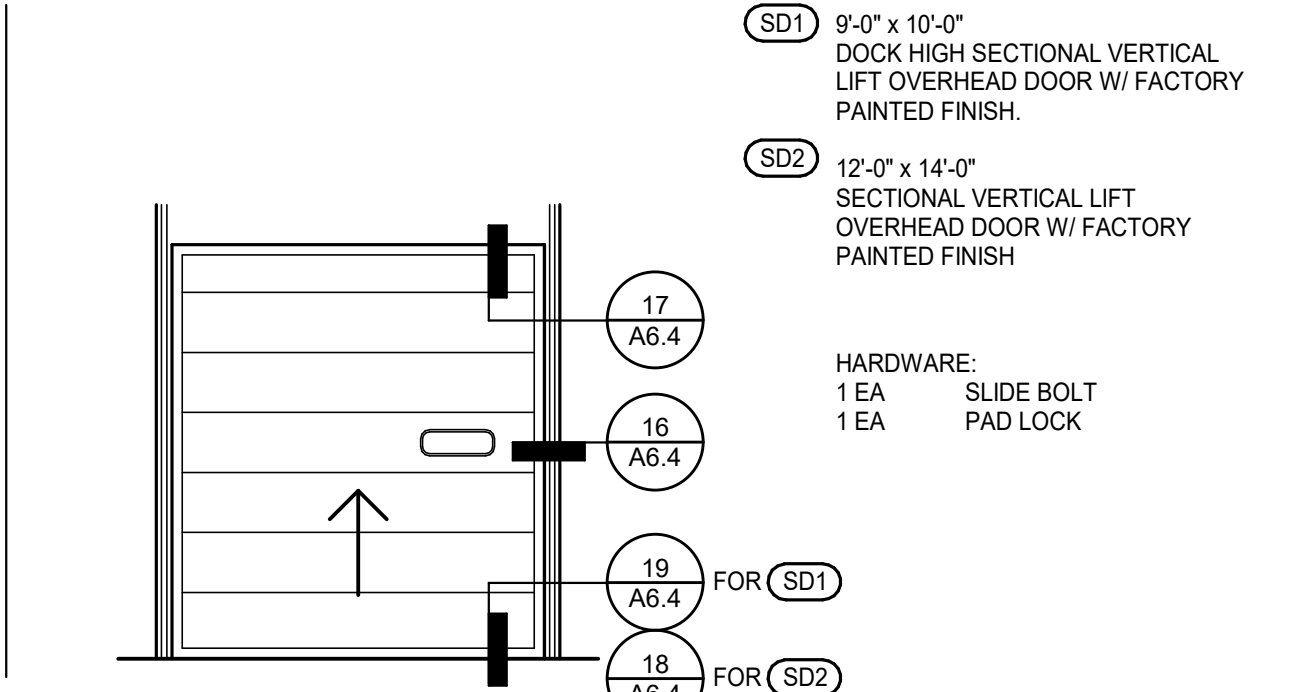 SD1 9'-0" x 10'-0"
DOCK HIGH SECTIONAL VERTICAL
LIFT OVERHEAD DOOR W/ FACTORY
PAINTED FINISH.
SD2 12'-0" x 14'-0"
SECTIONAL VERTICAL LIFT
OVERHEAD DOOR W/ FACTORY
PAINTED FINISH
17
A6.4
HARDWARE:
1 EA SLIDE BOLT
1 EA PAD LOCK
16
A6.4
19
A6.4
FOR SD1
18
A6.4
FOR SD2